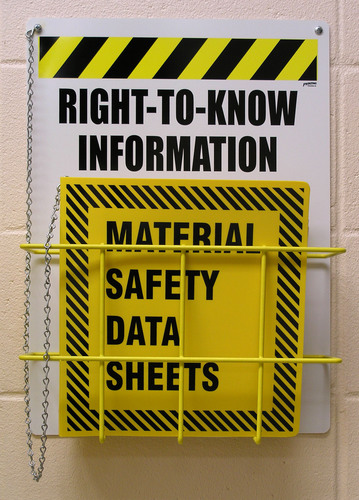 RIGHT-TO-KNOW
INFORMATION
MATERIAL
SAFETY
DATA
SHEETS